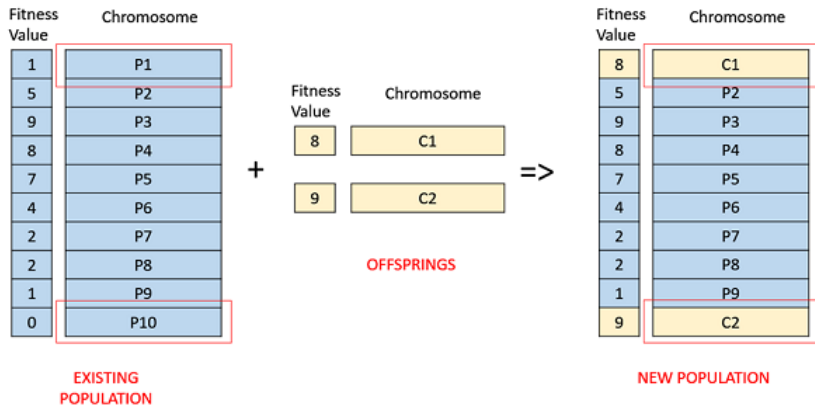 Fitness
Value
Chromosome
1 P1
5 P2
9 P3
8 P4
7 P5
4 P6
2 P7
2 P8
1 P9
0 P10
EXISTING
POPULATION
+
Fitness
Value
Chromosome
8 C1
9 C2
OFFSPRINGS
=>
Fitness
Value
Chromosome
8 C1
5 P2
9 P3
8 P4
7 P5
4 P6
2 P7
2 P8
1 P9
9 C2
NEW POPULATION